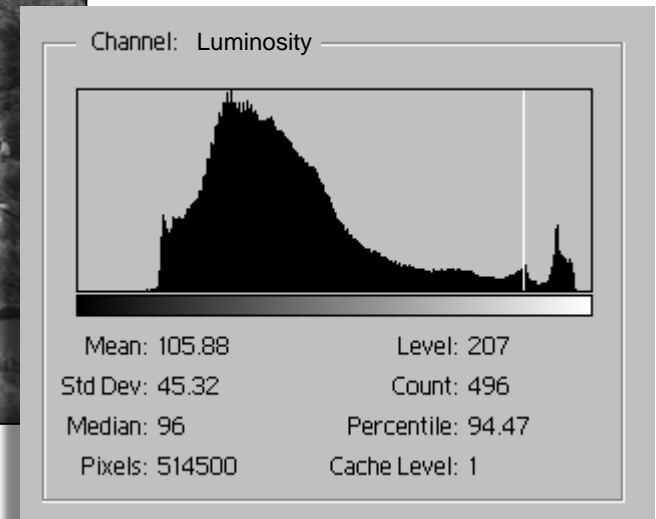 Channel: Luminosity
Mean: 105.88 Level: 207
Std Dev: 45.32 Count: 496
Median: 96 Percentile: 94.47
Pixels: 514500 Cache Level: 1